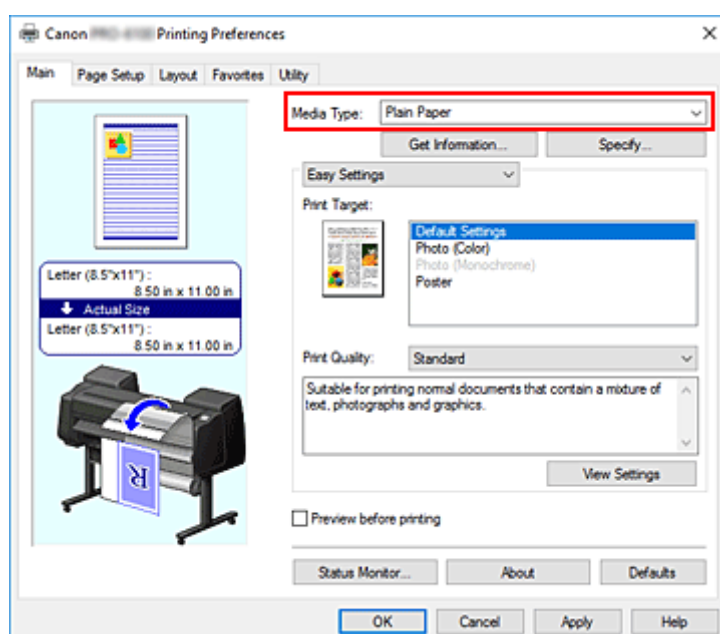 Canon Printing Preferences
Main Page Setup Layout Favorites Utility
Media Type: Plain Paper
Get Information... Specify...
Easy Settings
Print Target:
Default Settings
Photo (Color)
Photo (Monochrome)
Poster
Letter (8.5"x11") :
8.50 in x 11.00 in
Actual Size
Letter (8.5"x11") :
8.50 in x 11.00 in
Print Quality: Standard
Suitable for printing normal documents that contain a mixture of
text, photographs and graphics.
R
View Settings
Preview before printing
Status Monitor... About Defaults
OK Cancel Apply Help